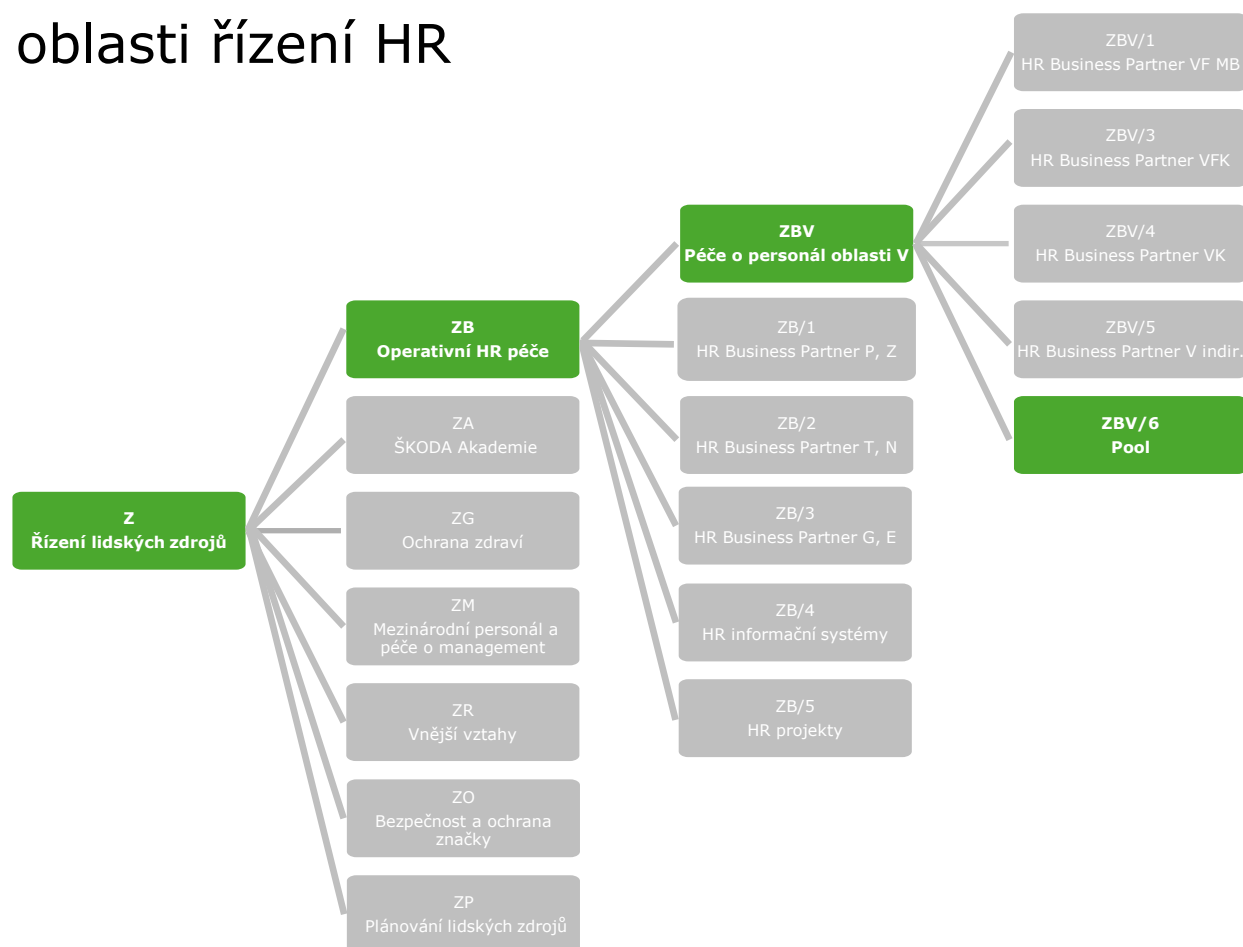 oblasti řízení HR
Z
Řízení lidských zdrojů
ZB
Operativní HR péče
ZA
ŠKODA Akademie
ZG
Ochrana zdraví
ZM
Mezinárodní personál a
péče o management
ZR
Vnější vztahy
ZO
Bezpečnost a ochrana
značky
ZP
Plánování lidských zdrojů
ZBV
Péče o personál oblasti V
ZB/1
HR Business Partner P, Z
ZB/2
HR Business Partner T, N
ZB/3
HR Business Partner G, E
ZB/4
HR informační systémy
ZB/5
HR projekty
ZBV/1
HR Business Partner VF MB
ZBV/3
HR Business Partner VFK
ZBV/4
HR Business Partner VK
ZBV/5
HR Business Partner V indir.
ZBV/6
Pool